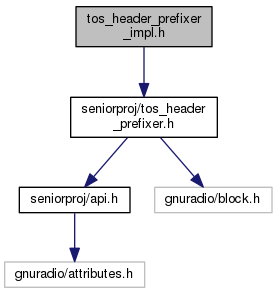 tos_header_prefixer
_impl.h
seniorproj/tos_header
_prefixer.h
seniorproj/api.h
gnuradio/block.h
gnuradio/attributes.h